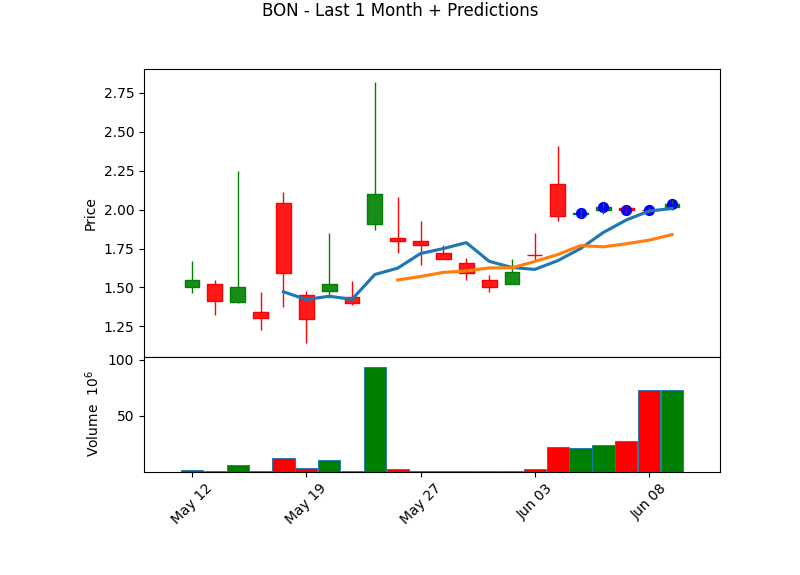 BON - Last 1 Month + Predictions
2.75
2.50
2.25
2.00
1.75
1.50
1.25
Price
100
50
Volume 10^6
May 12
May 19
May 27
Jun 03
Jun 08